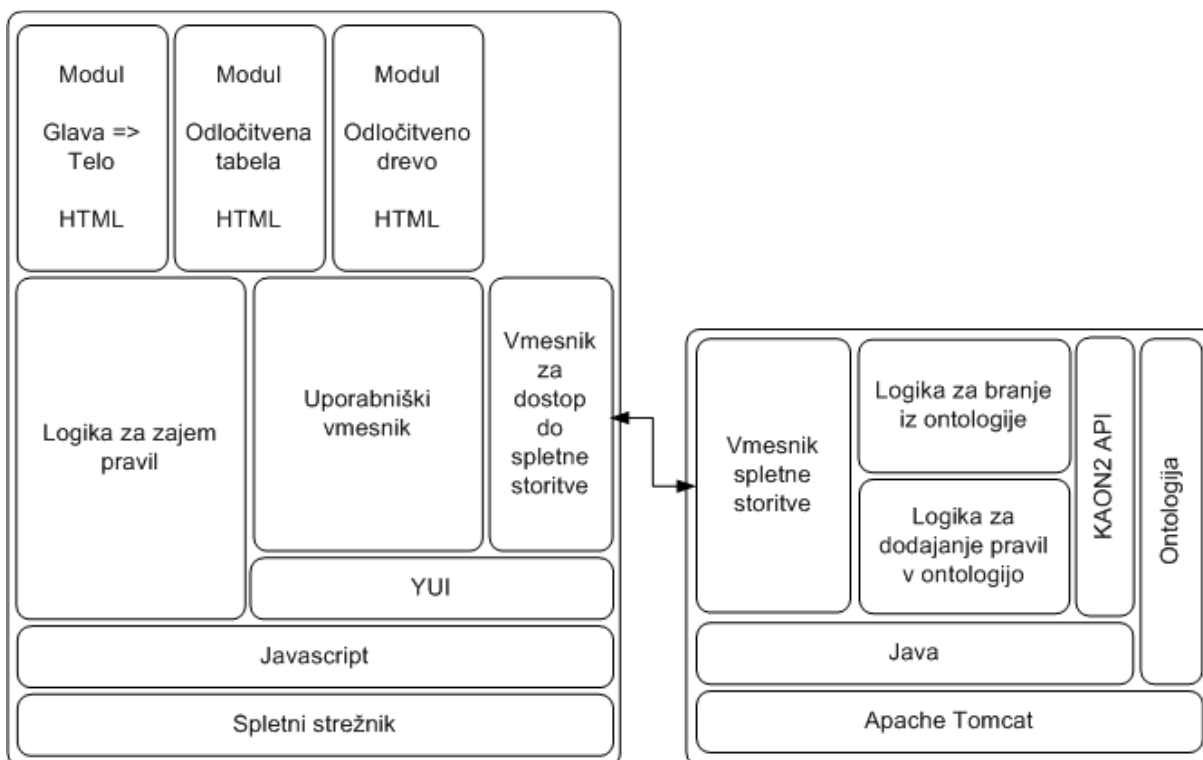 Modul
Glava =>
Telo
HTML
Modul
Odločitvena
tabela
HTML
Modul
Odločitveno
drevo
HTML
Logika za zajem
pravil
Uporabniški
vmesnik
Vmesnik
za
dostop
do
spletne
storitve
YUI
Javascript
Spletni strežnik
Vmesnik
spletne
storitve
Logika za branje
iz ontologije
Logika za
dodajanje pravil
v ontologijo
KAON2 API
Ontologija
Java
Apache Tomcat